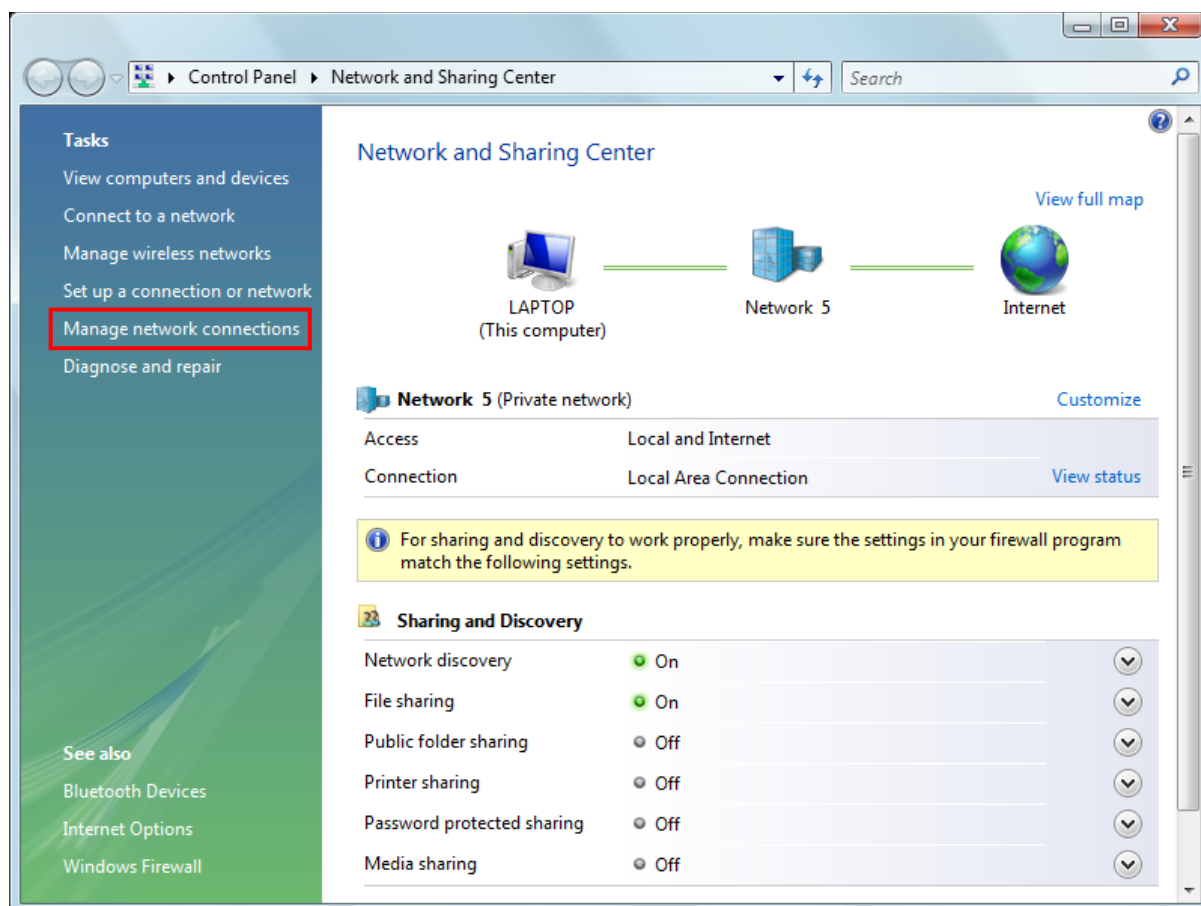 Control Panel Network and Sharing Center
Search
Tasks
View computers and devices
Connect to a network
Manage wireless networks
Set up a connection or network
Manage network connections
Diagnose and repair
See also
Bluetooth Devices
Internet Options
Windows Firewall
Network and Sharing Center
View full map
LAPTOP
(This computer)
Network 5
Internet
Network 5 (Private network) Customize
Access Local and Internet
Connection Local Area Connection View status
For sharing and discovery to work properly, make sure the settings in your firewall program
match the following settings.
Sharing and Discovery
Network discovery On
File sharing On
Public folder sharing Off
Printer sharing Off
Password protected sharing Off
Media sharing Off